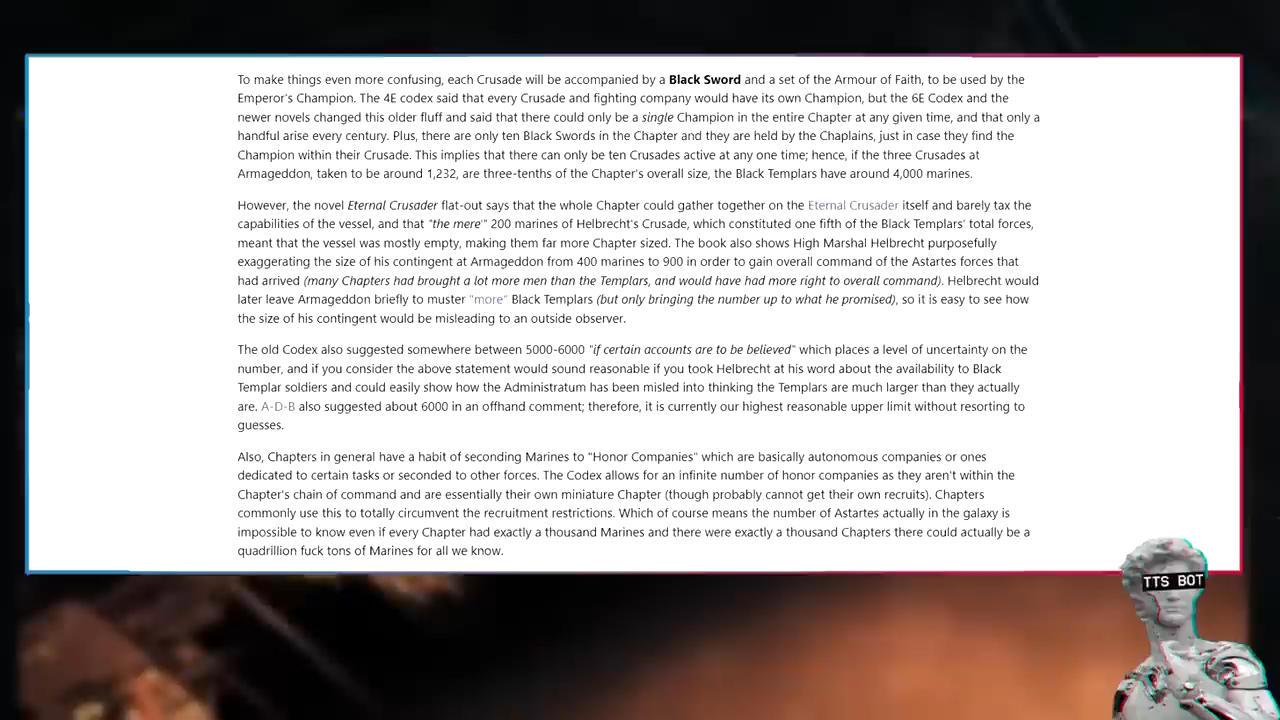 To make things even more confusing, each Crusade will be accompanied by a Black Sword and a set of the Armour of Faith, to be used by the
Emperor's Champion. The 4E codex said that every Crusade and fighting company would have its own Champion, but the 6E Codex and the
newer novels changed this older fluff and said that there could only be a single Champion in the entire Chapter at any given time, and that only a
handful arise every century. Plus, there are only ten Black Swords in the Chapter and they are held by the Chaplains, just in case they find the
Champion within their Crusade. This implies that there can only be ten Crusades active at any one time; hence, if the three Crusades at
Armageddon, taken to be around 1,232, are three-tenths of the Chapter's overall size, the Black Templars have around 4,000 marines.
However, the novel Eternal Crusader flat-out says that the whole Chapter could gather together on the Eternal Crusader itself and barely tax the
capabilities of the vessel, and that "the mere'" 200 marines of Helbrecht's Crusade, which constituted one fifth of the Black Templars' total forces,
meant that the vessel was mostly empty, making them far more Chapter sized. The book also shows High Marshal Helbrecht purposefully
exaggerating the size of his contingent at Armageddon from 400 marines to 900 in order to gain overall command of the Astartes forces that
had arrived (many Chapters had brought a lot more men than the Templars, and would have had more right to overall command). Helbrecht would
later leave Armageddon briefly to muster "more" Black Templars (but only bringing the number up to what he promised), so it is easy to see how
the size of his contingent would be misleading to an outside observer.
The old Codex also suggested somewhere between 5000-6000 "if certain accounts are to be believed" which places a level of uncertainty on the
number, and if you consider the above statement would sound reasonable if you took Helbrecht at his word about the availability to Black
Templar soldiers and could easily show how the Administratum has been misled into thinking the Templars are much larger than they actually
are. A-D-B also suggested about 6000 in an offhand comment; therefore, it is currently our highest reasonable upper limit without resorting to
guesses.
Also, Chapters in general have a habit of seconding Marines to "Honor Companies" which are basically autonomous companies or ones
dedicated to certain tasks or seconded to other forces. The Codex allows for an infinite number of honor companies as they aren't within the
Chapter's chain of command and are essentially their own miniature Chapter (though probably cannot get their own recruits). Chapters
commonly use this to totally circumvent the recruitment restrictions. Which of course means the number of Astartes actually in the galaxy is
impossible to know even if every Chapter had exactly a thousand Marines and there were exactly a thousand Chapters there could actually be a
quadrillion fuck tons of Marines for all we know.
TTS BOT